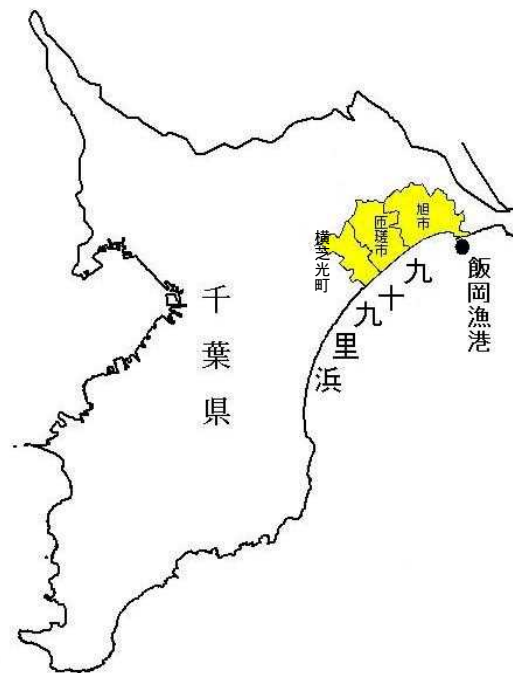 旭市
匝瑳市
横芝光町
飯岡漁港
九十九里浜
千葉県